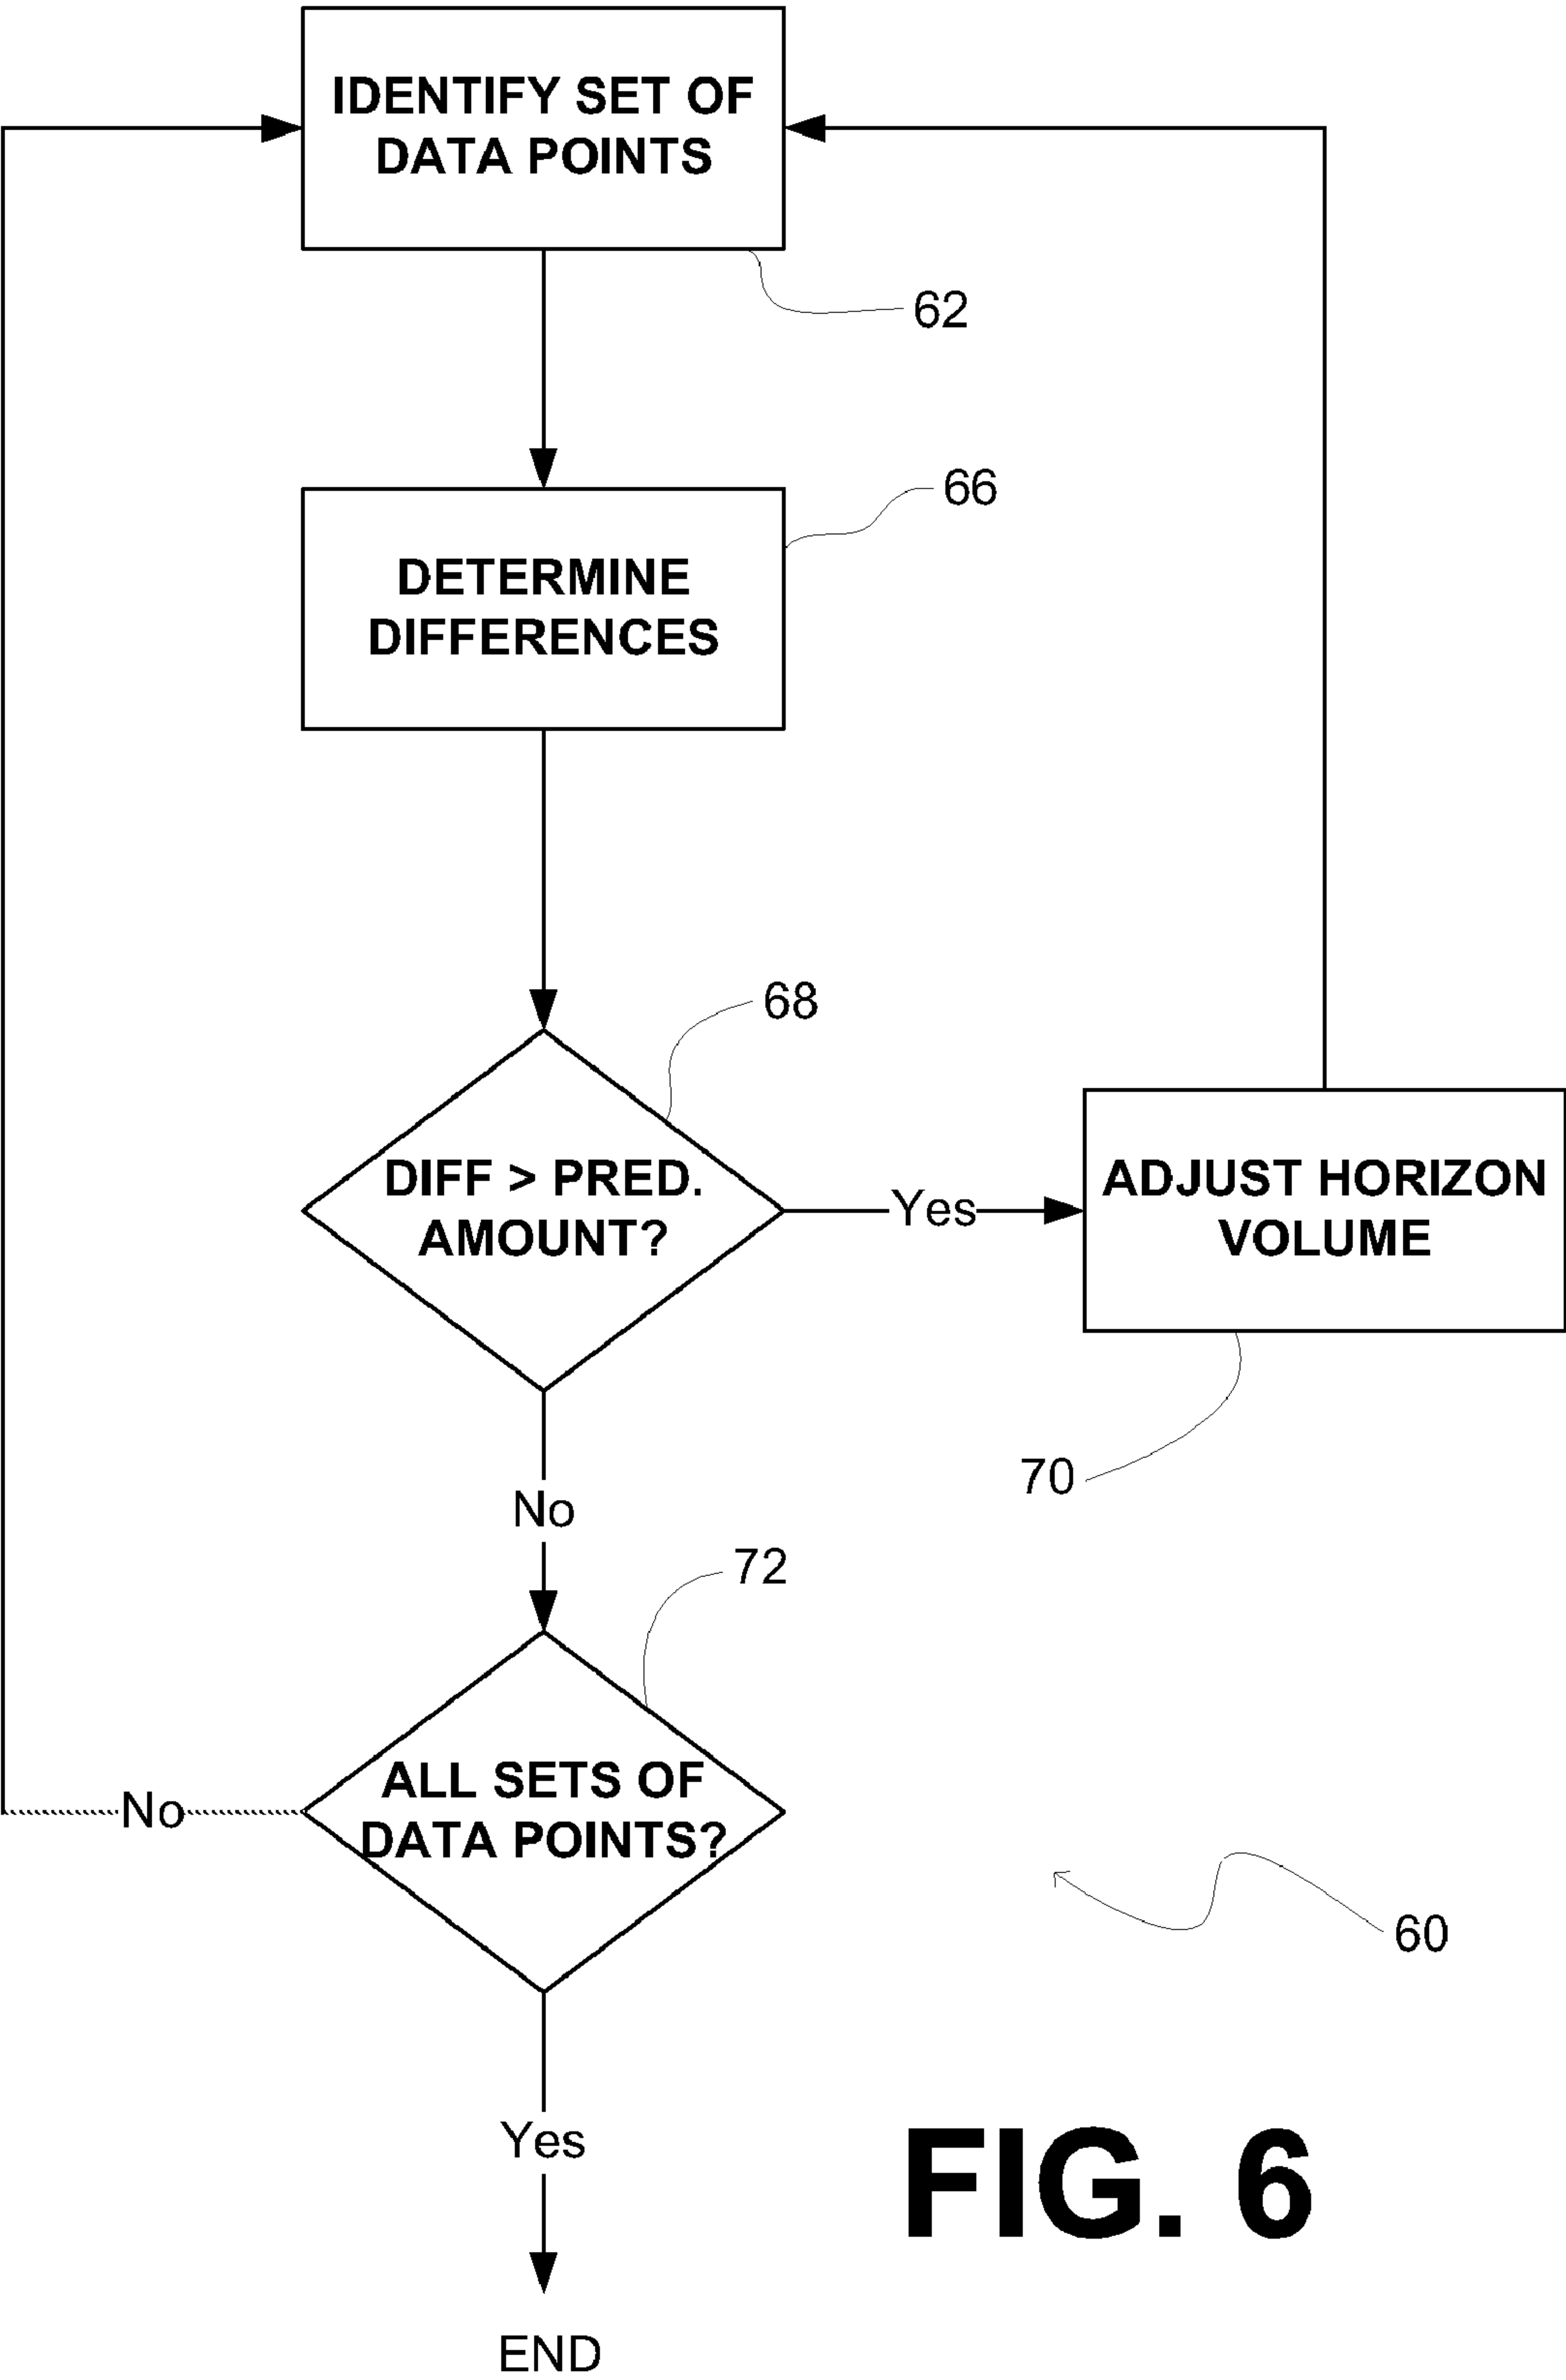 IDENTIFY SET OF
DATA POINTS
62
66
DETERMINE
DIFFERENCES
68
DIFF > PRED.
AMOUNT?
Yes
ADJUST HORIZON
VOLUME
70
No
72
ALL SETS OF
DATA POINTS?
No
60
Yes
FIG. 6
END